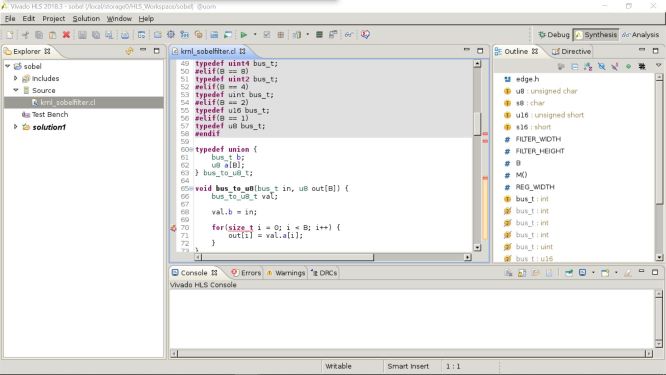 Vivado HLS 2018.3 - sobel (/local/storage0/HLS_Workspace/sobel) @uom
File Edit Project Solution Window Help
Debug Synthesis Analysis
Explorer
sobel
Includes
Source
krnl_sobelfilter.cl
Test Bench
solution1
krnl_sobelfilter.cl
49 typedef uint4 bus_t;
50 #elif(B == 8)
51 typedef uint2 bus_t;
52 #elif(B == 4)
53 typedef uint bus_t;
54 #elif(B == 2)
55 typedef u16 bus_t;
56 #elif(B == 1)
57 typedef u8 bus_t;
58 #endif
59
60 typedef union {
61 bus_t b;
62 u8 a[B];
63 } bus_to_u8_t;
64
65 void bus_to_u8(bus_t in, u8 out[B]) {
66 bus_to_u8_t val;
67
68 val.b = in;
69
70 for(size_t i = 0; i < B; i++) {
71 out[i] = val.a[i];
72 }
73 }
Outline Directive
edge.h
u8 : unsigned char
s8 : char
u16 : unsigned short
s16 : short
FILTER_WIDTH
FILTER_HEIGHT
B
M()
REG_WIDTH
bus_t : int
bus_t : int
bus_t : int
bus_t : int
bus_t : uint
bus_t : u16
Console Errors Warnings DRCs
Vivado HLS Console
Writable Smart Insert 1 : 1